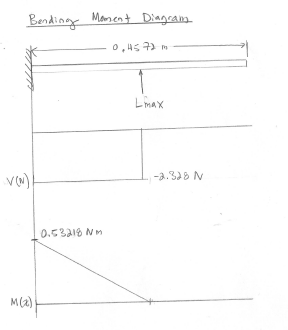 Bending Moment Diagram
0.4572 m
Lmax
V(N)
-2.328 N
0.53218 Nm
M(x)